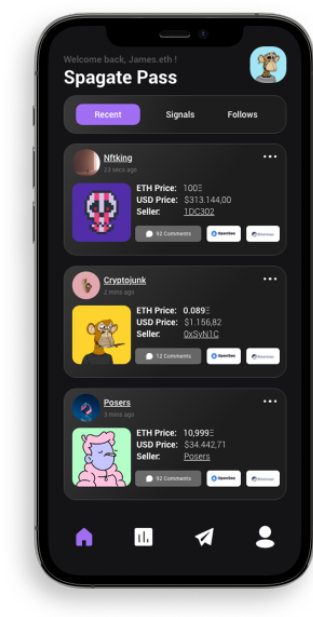 Welcome back, James.eth !
Spagate Pass
Recent Signals Follows
Nftking
23 secs ago
ETH Price: 100Ξ
USD Price: $313.144,00
Seller: 1DC302
92 Comments OpenSea Etherscan
Cryptojunk
2 mins ago
ETH Price: 0.089Ξ
USD Price: $1.156,82
Seller: 0xSyN1C
12 Comments OpenSea Etherscan
Posers
3 mins ago
ETH Price: 10,999Ξ
USD Price: $34.442,71
Seller: Posers
92 Comments OpenSea Etherscan